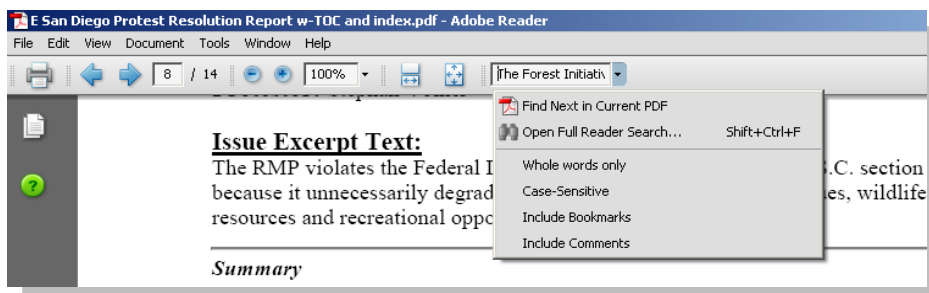 E San Diego Protest Resolution Report w-TOC and index.pdf - Adobe Reader
File Edit View Document Tools Window Help
8 / 14 100% The Forest Initiativ
Find Next in Current PDF
Open Full Reader Search... Shift+Ctrl+F
Whole words only
Case-Sensitive
Include Bookmarks
Include Comments
Issue Excerpt Text:
The RMP violates the Federal .C. section
because it unnecessarily degrad es, wildlife
resources and recreational oppo
Summary